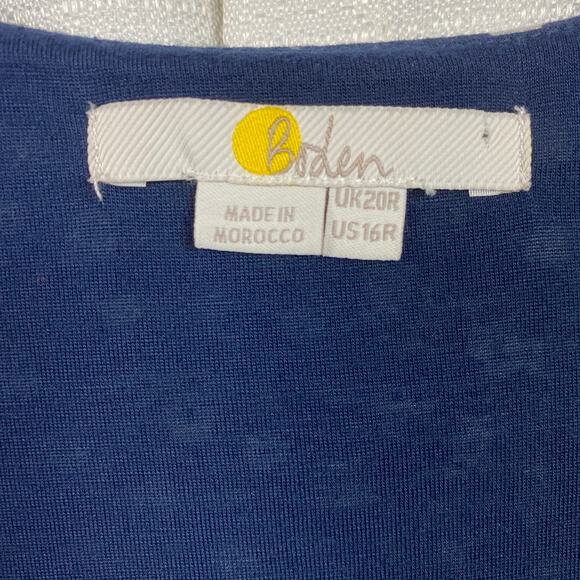 Boden
MADE IN
MOROCCO
UK20R
US16R